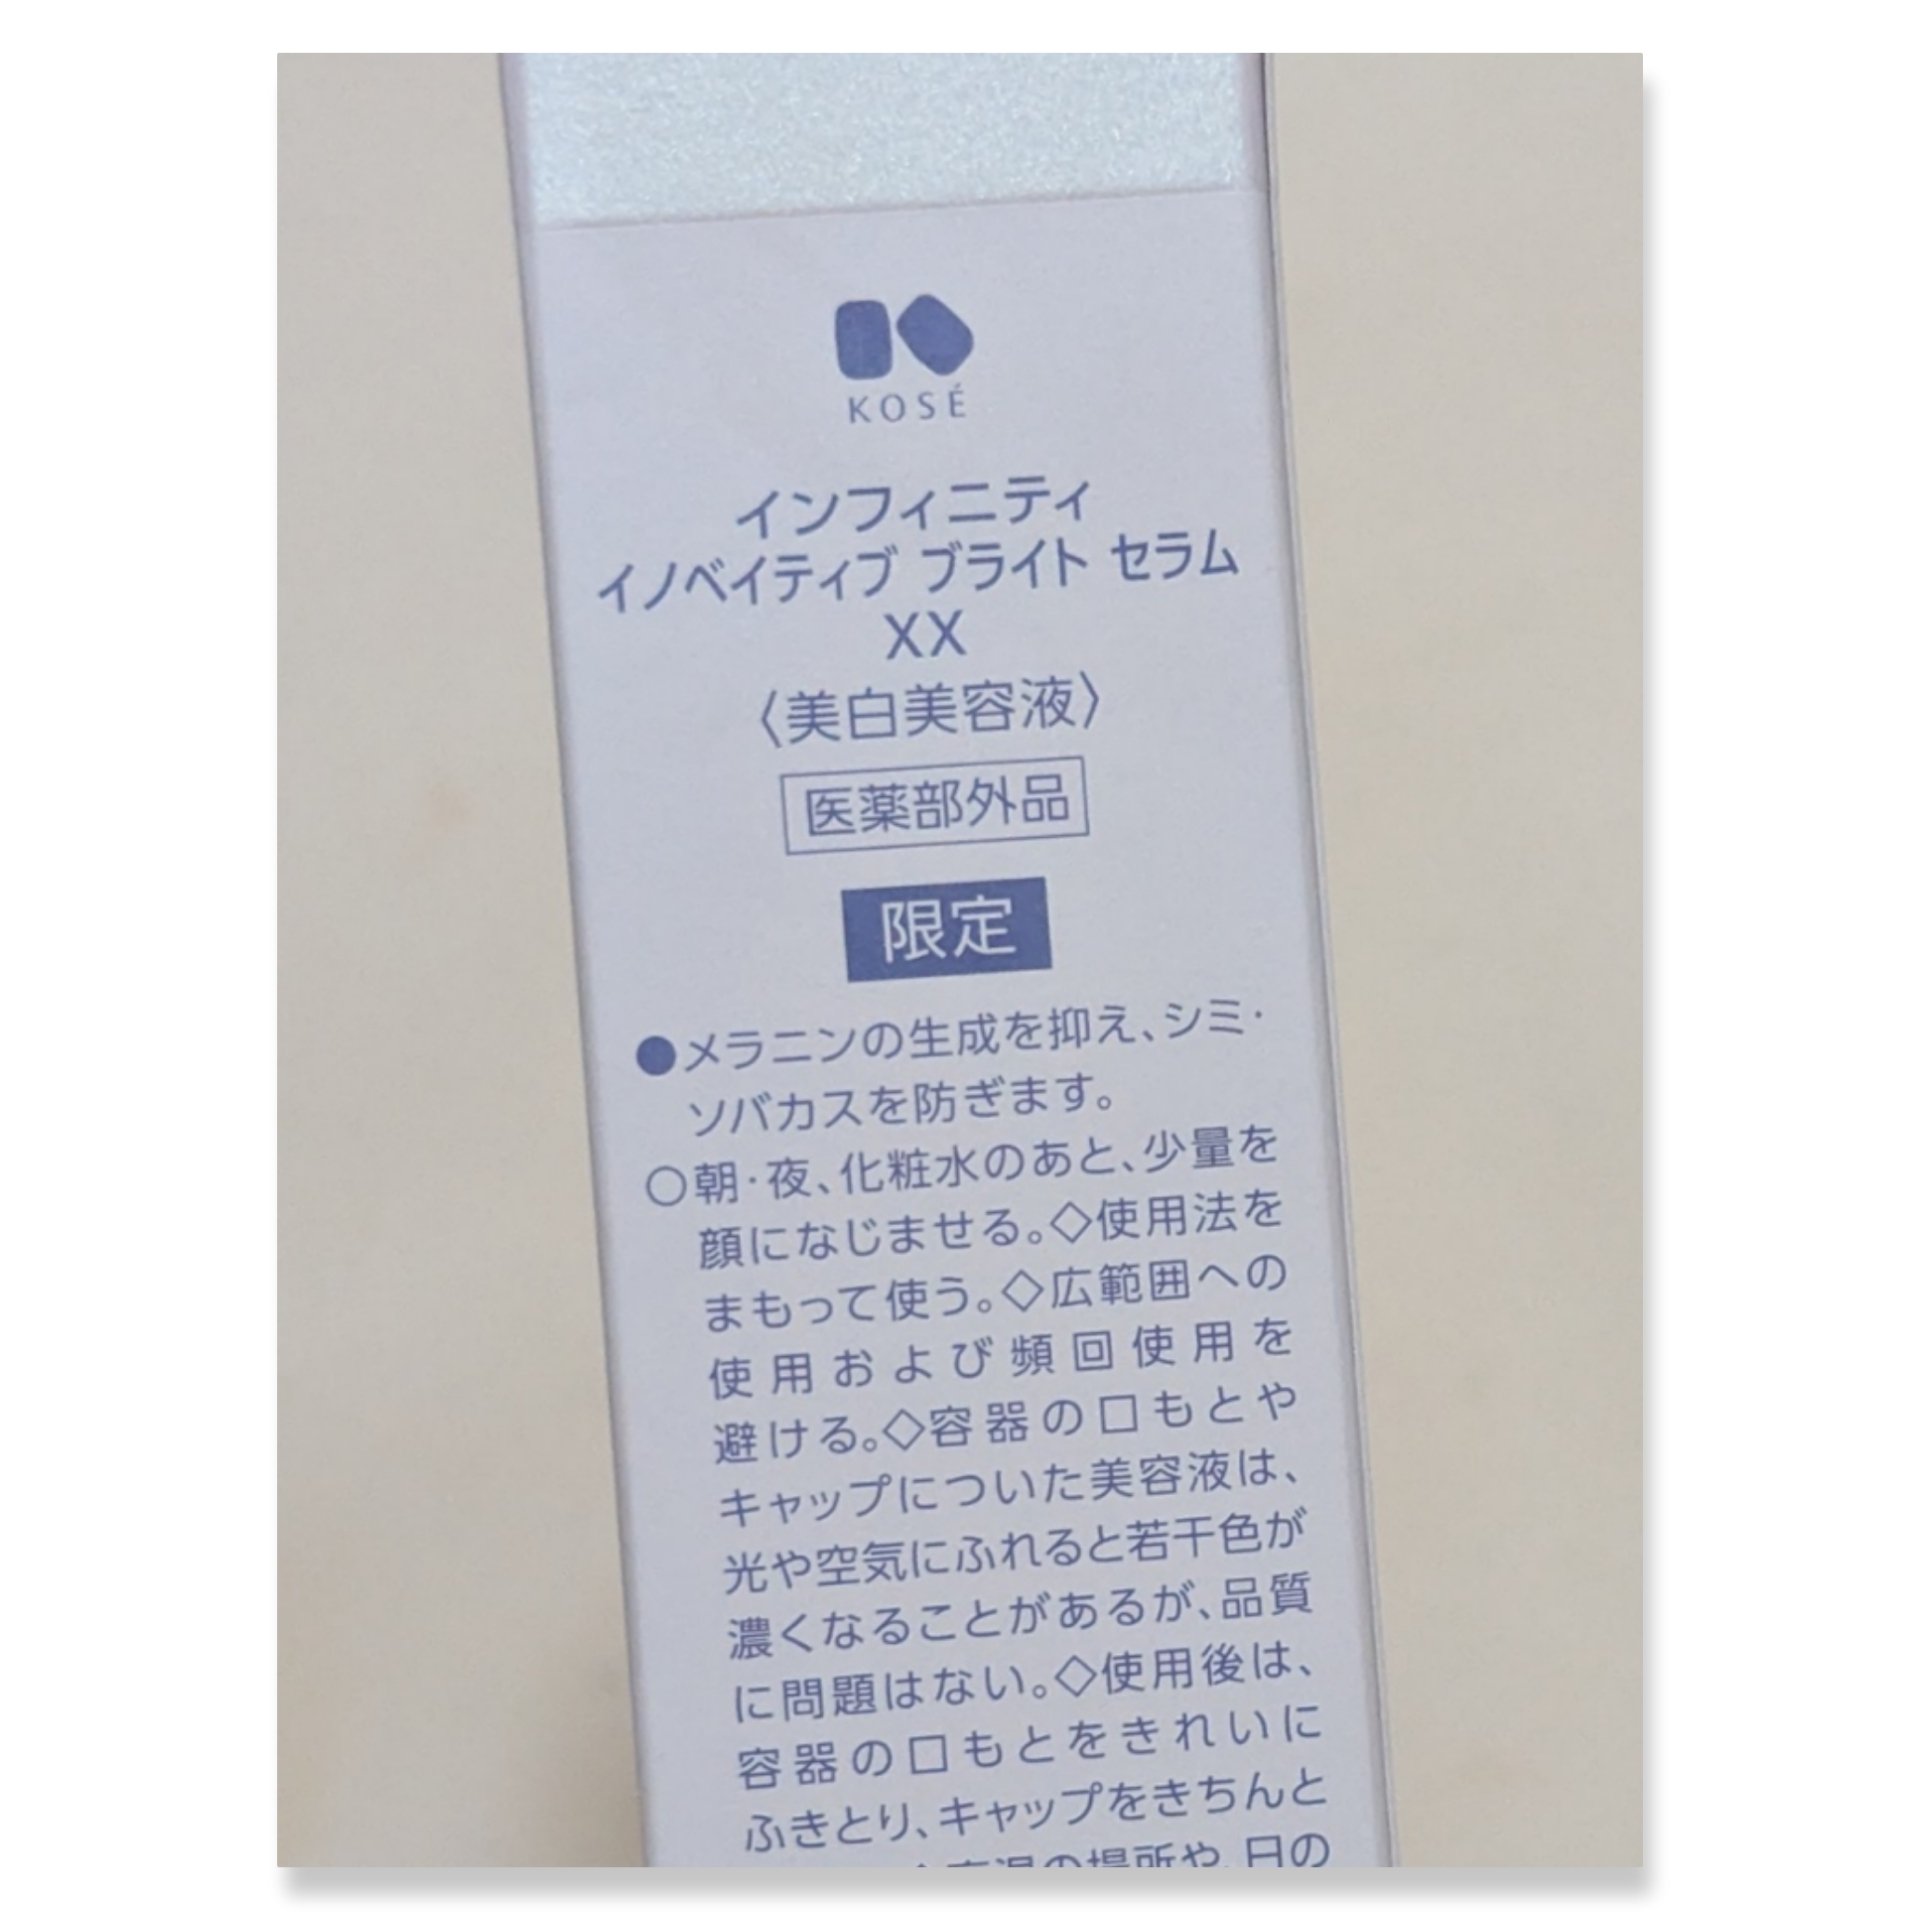 KOSÉ
インフィニティ
イノベイティブ ブライト セラム
XX
〈美白美容液〉
医薬部外品
限定
●メラニンの生成を抑え、シミ・
ソバカスを防ぎます。
○朝・夜、化粧水のあと、少量を
顔になじませる。◇使用法を
まもって使う。◇広範囲への
使用および頻回使用を
避ける。◇容器の口もとや
キャップについた美容液は、
光や空気にふれると若干色が
濃くなることがあるが、品質
に問題はない。◇使用後は、
容器の口もとをきれいに
ふきとり、キャップをきちんと
高温の場所や、日の